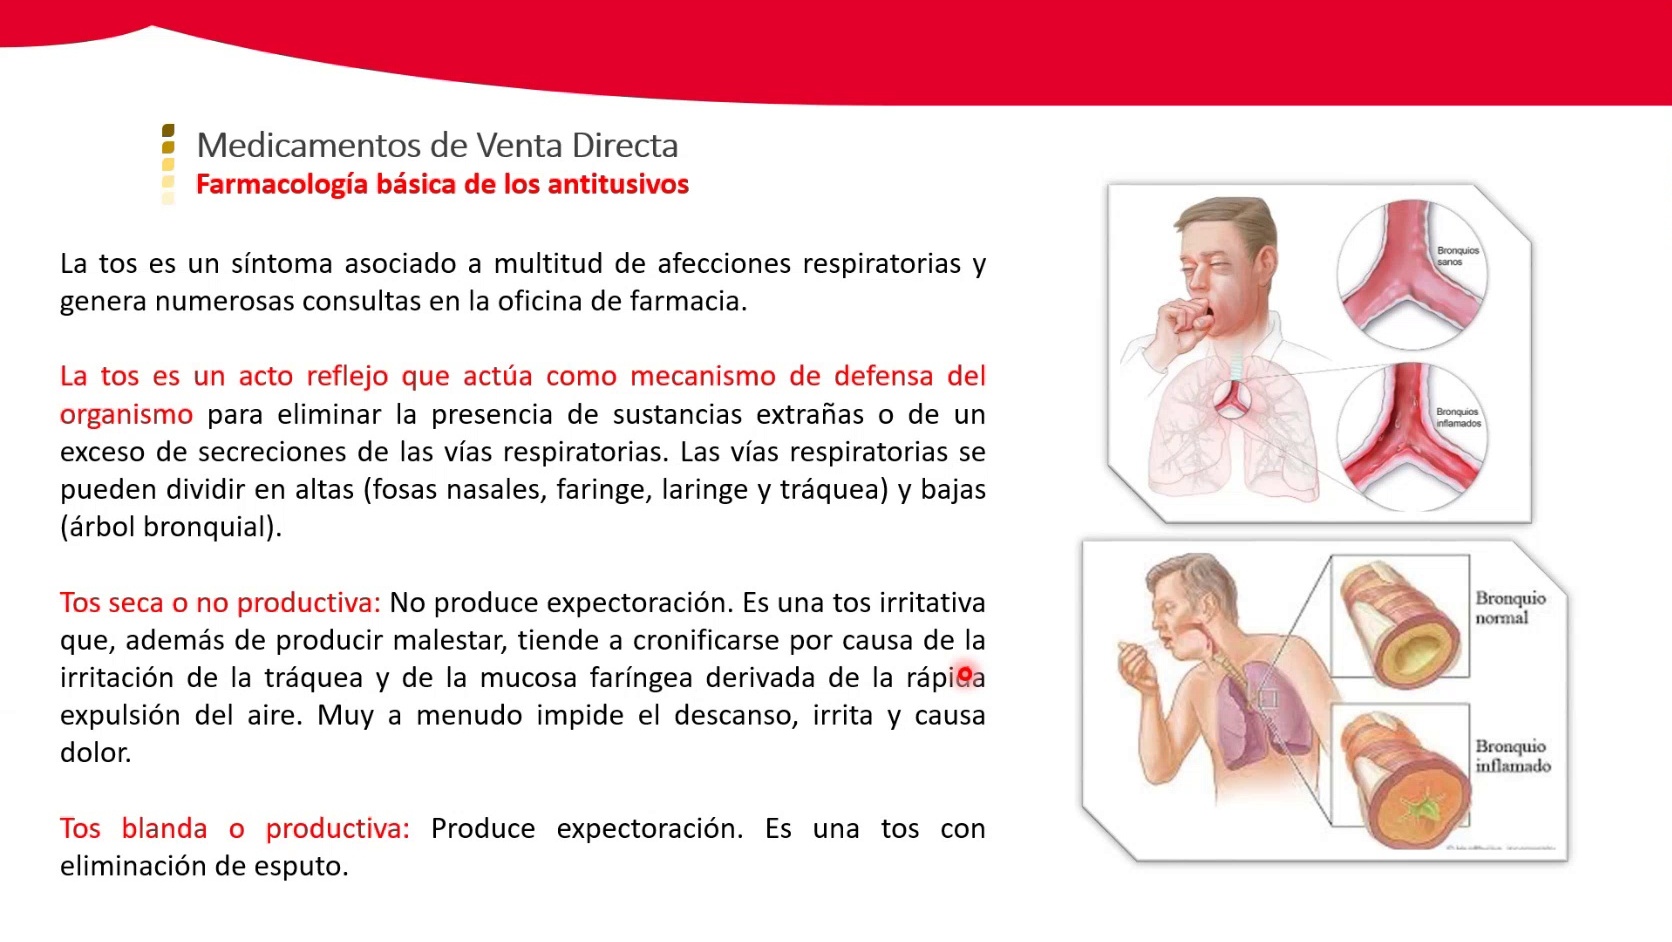 Medicamentos de Venta Directa
Farmacología básica de los antitusivos
La tos es un síntoma asociado a multitud de afecciones respiratorias y
genera numerosas consultas en la oficina de farmacia.
La tos es un acto reflejo que actúa como mecanismo de defensa del
organismo para eliminar la presencia de sustancias extrañas o de un
exceso de secreciones de las vías respiratorias. Las vías respiratorias se
pueden dividir en altas (fosas nasales, faringe, laringe y tráquea) y bajas
(árbol bronquial).
Tos seca o no productiva: No produce expectoración. Es una tos irritativa
que, además de producir malestar, tiende a cronificarse por causa de la
irritación de la tráquea y de la mucosa faríngea derivada de la rápida
expulsión del aire. Muy a menudo impide el descanso, irrita y causa
dolor.
Tos blanda o productiva: Produce expectoración. Es una tos con
eliminación de esputo.
Bronquios
sanos
Bronquios
inflamados
Bronquio
normal
Bronquio
inflamado